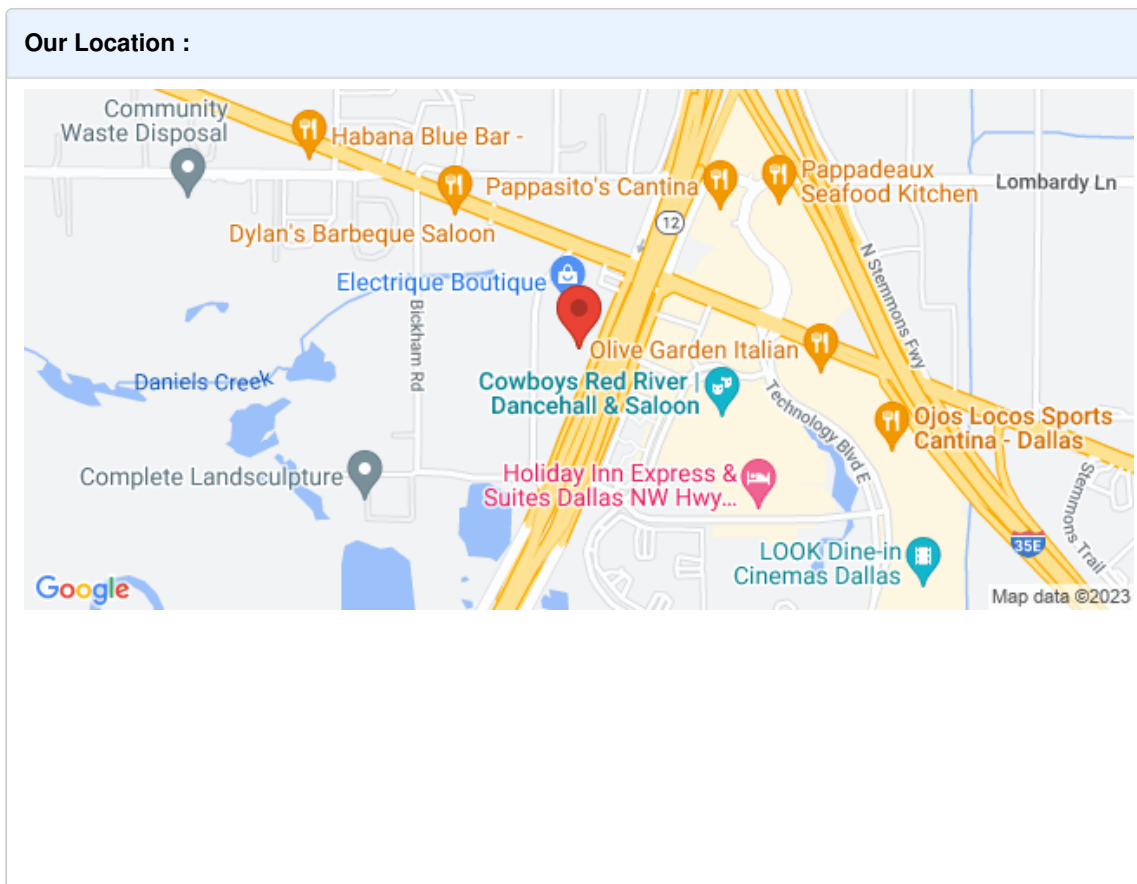 Our Location :
Community
Waste Disposal
Habana Blue Bar -
Pappasito's Cantina
Pappadeaux
Seafood Kitchen
Lombardy Ln
12
Dylan's Barbeque Saloon
Electrique Boutique
N Stemmons Fwy
Bickham Rd
Olive Garden Italian
Daniels Creek
Cowboys Red River |
Dancehall & Saloon
Technology Blvd E
Ojos Locos Sports
Cantina - Dallas
Complete Landsculpture
Holiday Inn Express &
Suites Dallas NW Hwy...
Stemmons Trail
35E
LOOK Dine-in
Cinemas Dallas
Google
Map data ©2023